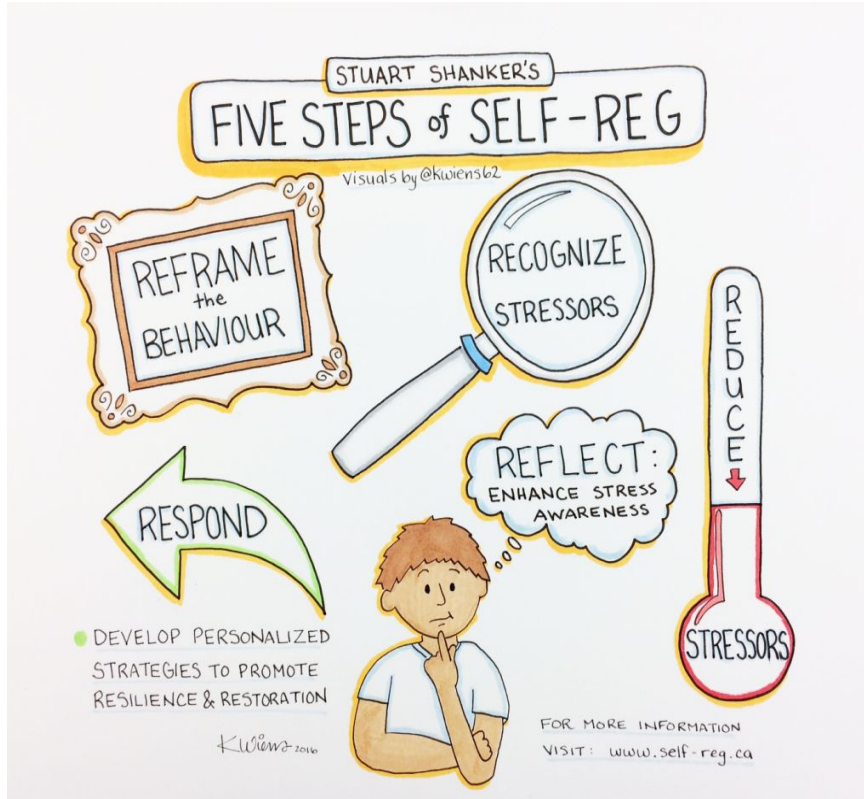 STUART SHANKER'S
FIVE STEPS of SELF-REG
Visuals by @kwiens62
REFRAME
the
BEHAVIOUR
RECOGNIZE
STRESSORS
REDUCE
STRESSORS
REFLECT:
ENHANCE STRESS
AWARENESS
RESPOND
DEVELOP PERSONALIZED
STRATEGIES TO PROMOTE
RESILIENCE & RESTORATION
KWiens 2016
FOR MORE INFORMATION
VISIT: www.self-reg.ca